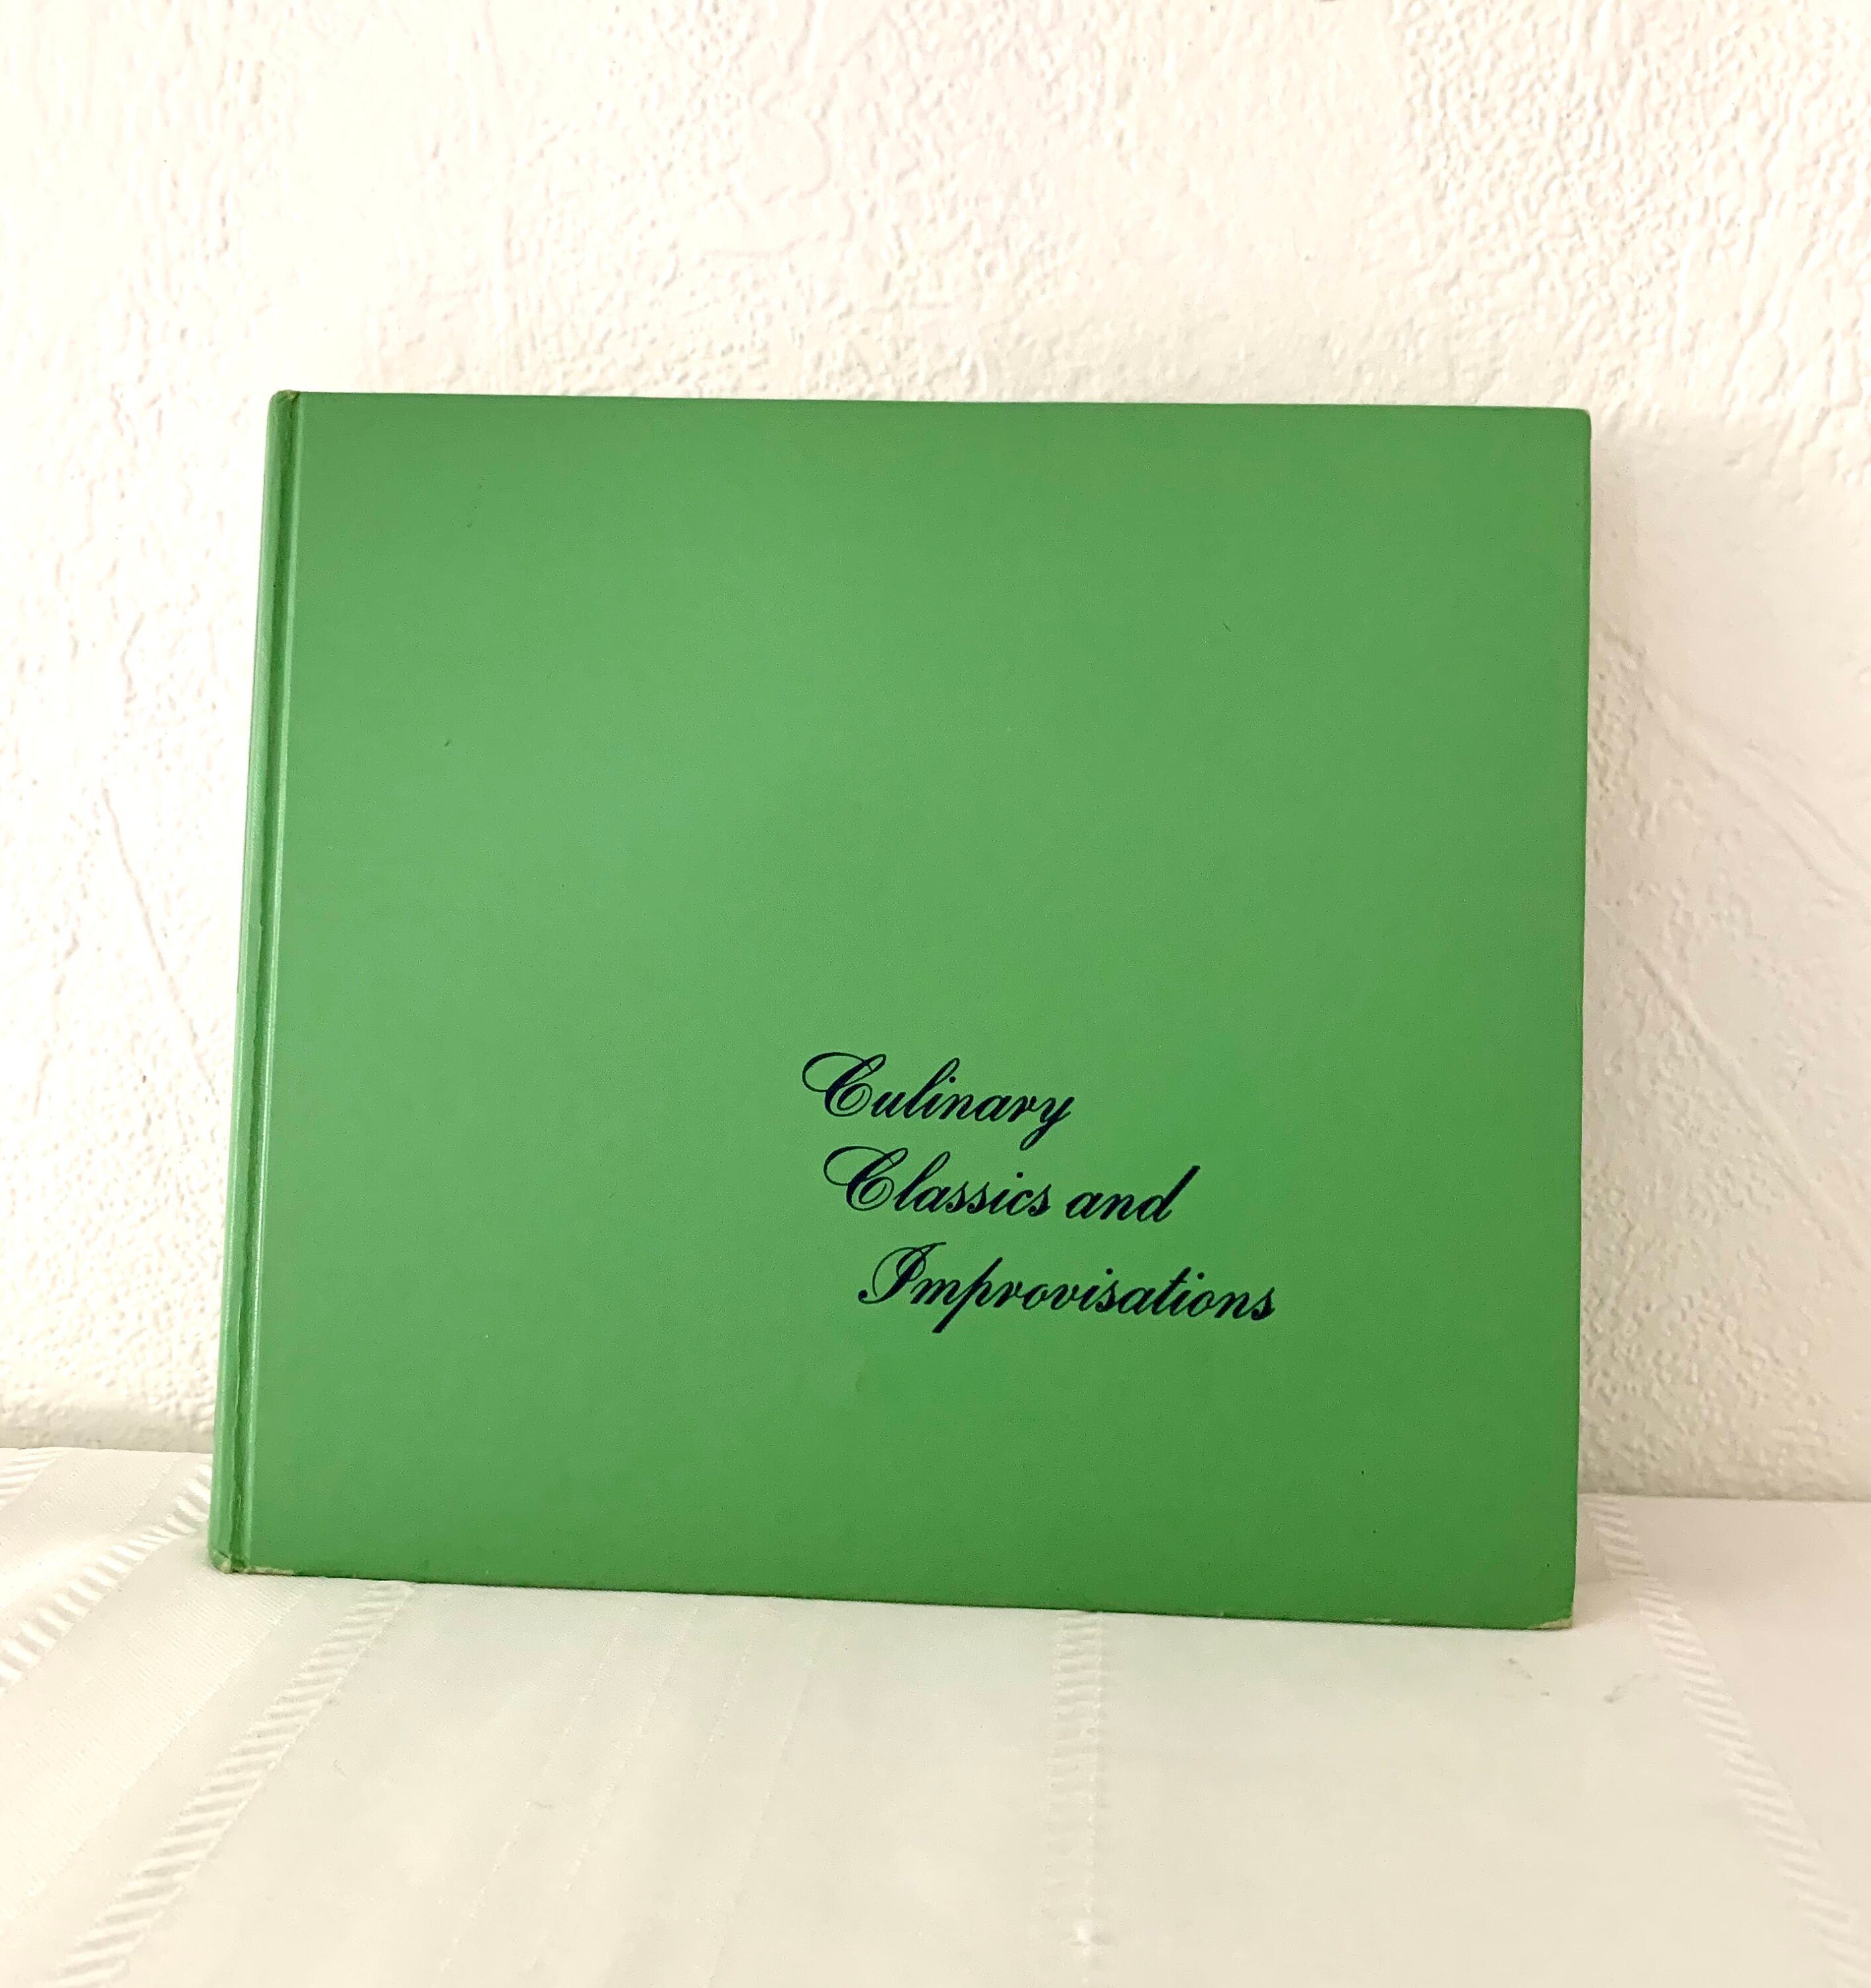 Culinary
Classics and
Improvisations